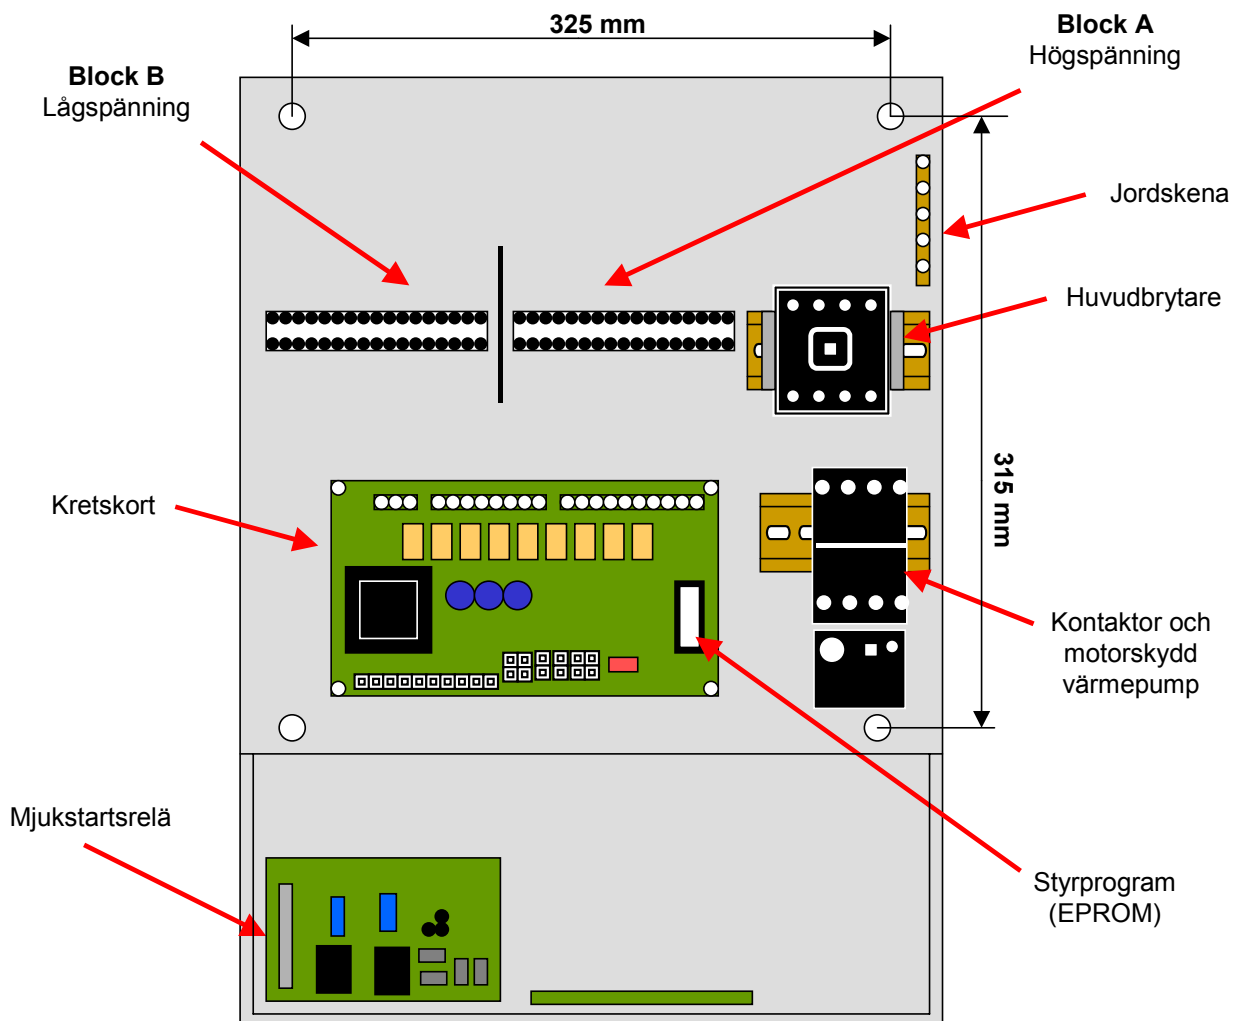 325 mm
Block A
Högspänning
Block B
Lågspänning
Jordskena
Huvudbrytare
315 mm
Kretskort
Kontaktor och
motorskydd
värmepump
Mjukstartsrelä
Styrprogram
(EPROM)